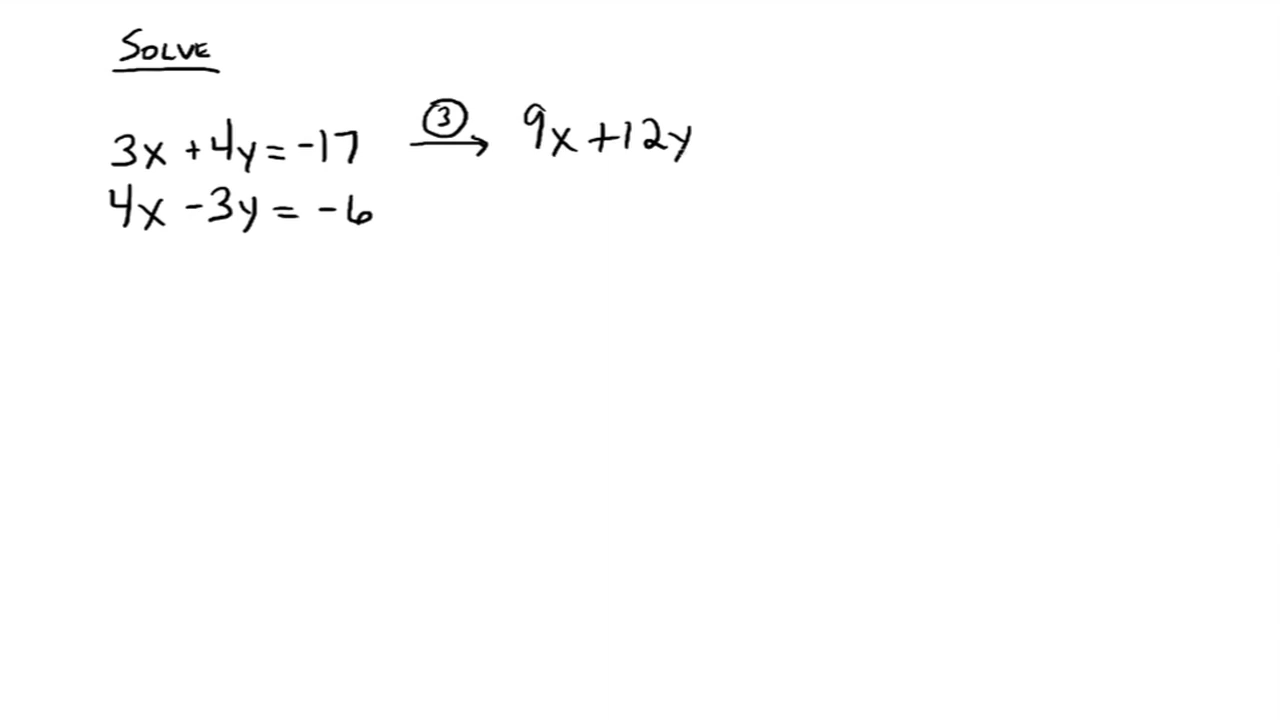 SOLVE
3x + 4y = -17 ③→ 9x + 12y
4x - 3y = -6